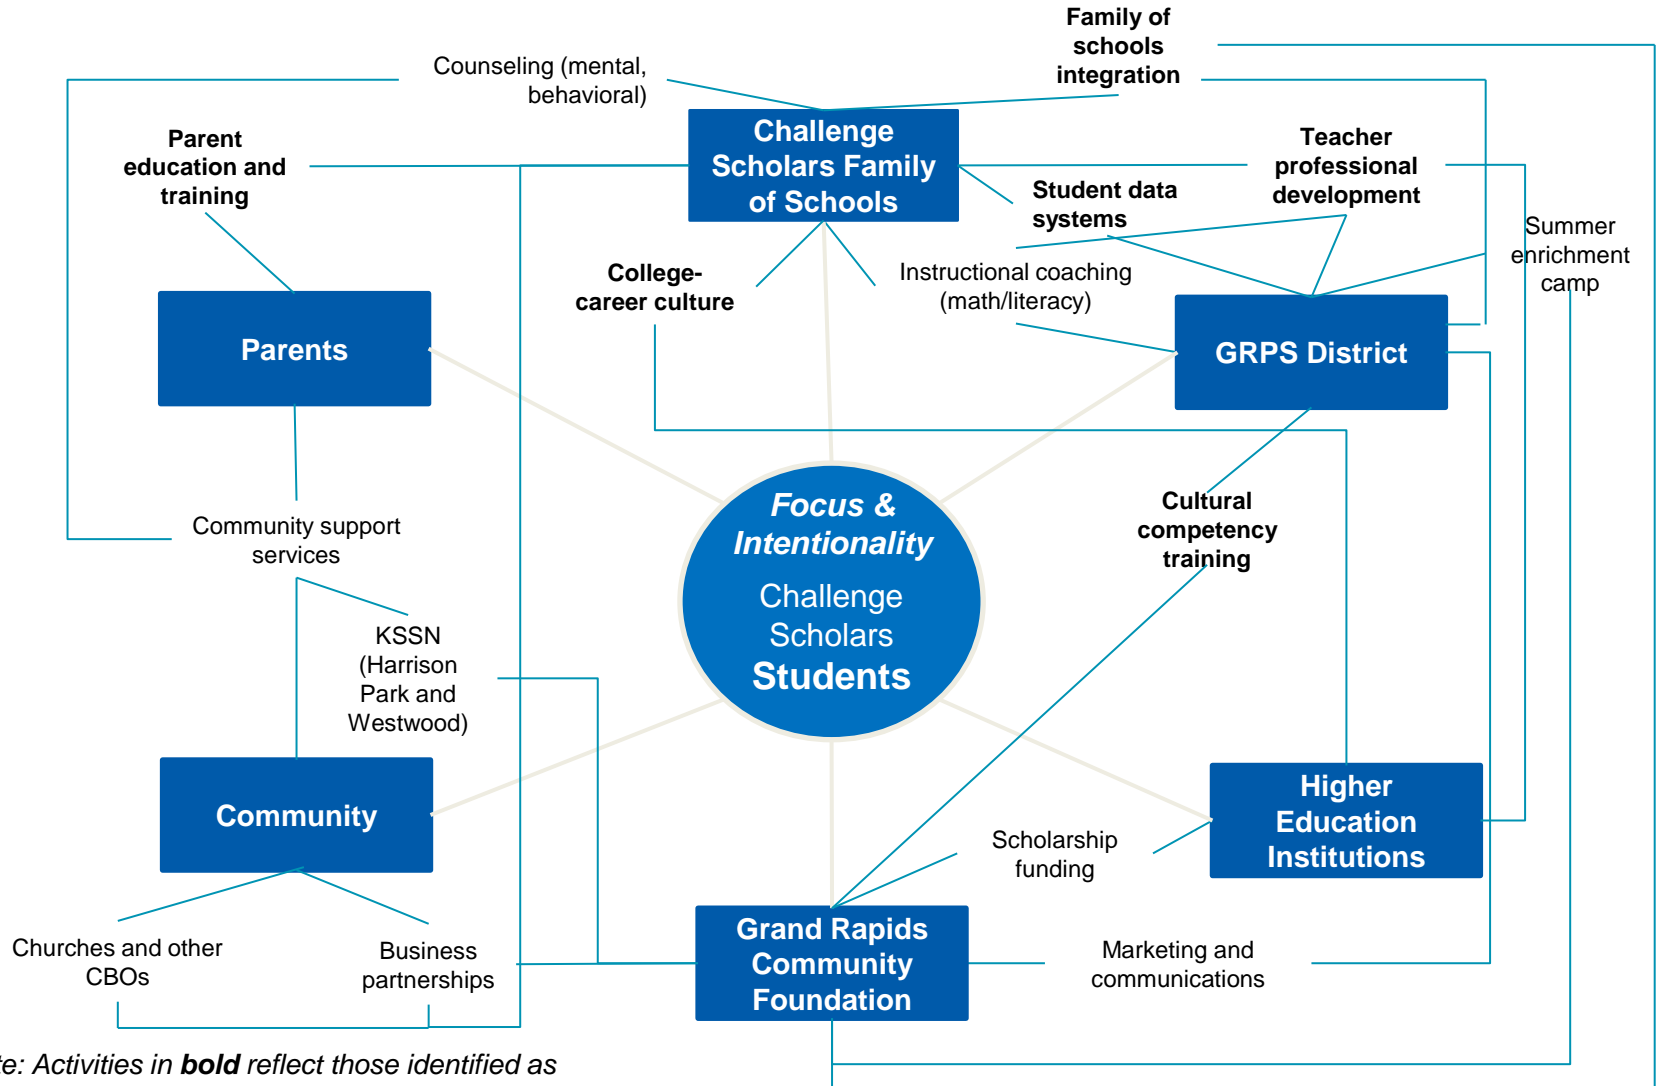 Family of
schools
integration
Counseling (mental,
behavioral)
Challenge
Scholars Family
of Schools
Parent
education and
training
Teacher
professional
development
Student data
systems
Summer
enrichment
camp
College-
career culture
Instructional coaching
(math/literacy)
Parents
GRPS District
Focus &
Intentionality
Challenge
Scholars
Students
Cultural
competency
training
Community support
services
KSSN
(Harrison
Park and
Westwood)
Community
Higher
Education
Institutions
Scholarship
funding
Grand Rapids
Community
Foundation
Marketing and
communications
Churches and other
CBOs
Business
partnerships
te: Activities in bold reflect those identified as